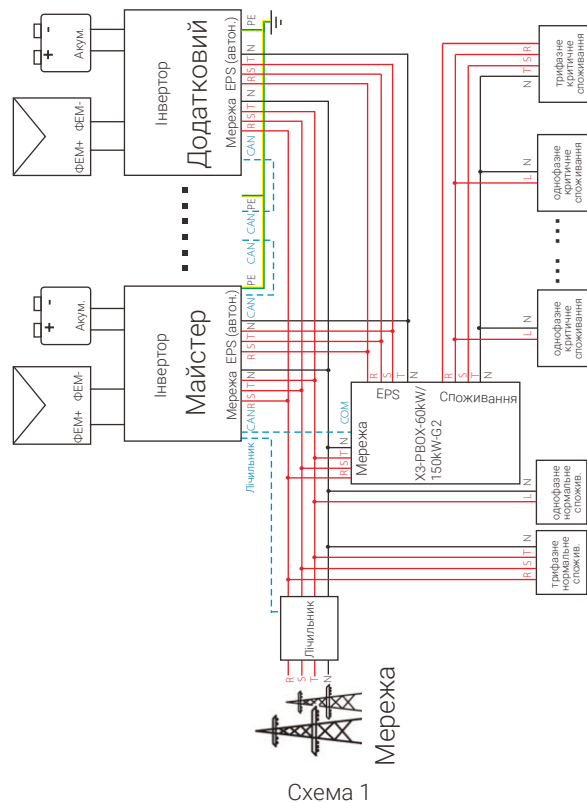 - +
Акум.
ФЕМ+ ФЕМ-
Інвертор
Додатковий
Мережа EPS (автон.)
CAN R S T N R S T N PE
- +
Акум.
ФЕМ+ ФЕМ-
Інвертор
Майстер
Мережа EPS (автон.)
Лічильник CAN R S T N R S T N CAN PE
CAN CAN PE
COM.
R S T N
Мережа
X3-PBOX-60kW/
150kW-G2
EPS
R
S
T
N
Споживання
R
S
T
N
N T S R
трифазне
критичне
споживання
L N
однофазне
критичне
споживання
L N
однофазне
критичне
споживання
L N
однофазне
нормальне
спожив.
R S T N
трифазне
нормальне
спожив.
Лічильник
R
S
T
N
Мережа
Схема 1